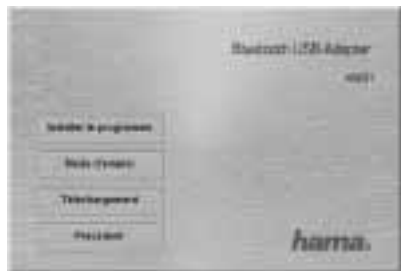 Bluetooth-USB-Adapter
Installer le programme
Mode d'emploi
Téléchargement
Précédent
hama.